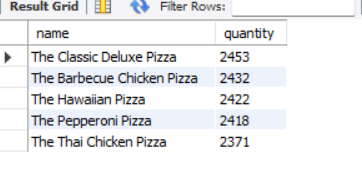 Result Grid Filter Rows:
name quantity
The Classic Deluxe Pizza 2453
The Barbecue Chicken Pizza 2432
The Hawaiian Pizza 2422
The Pepperoni Pizza 2418
The Thai Chicken Pizza 2371